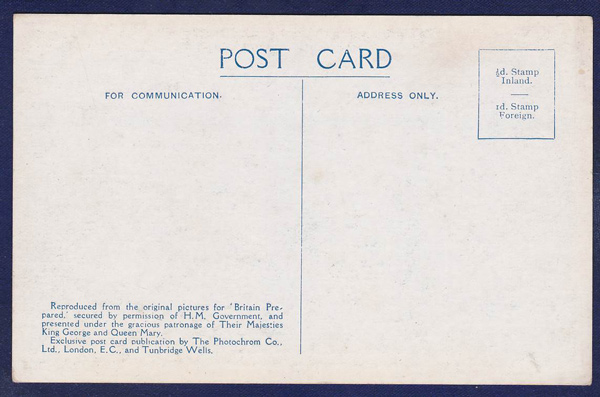 POST CARD
FOR COMMUNICATION.
ADDRESS ONLY.
½d. Stamp
Inland.
1d. Stamp
Foreign.
Reproduced from the original pictures for 'Britain Pre-
pared,' secured by permission of H.M. Government, and
presented under the gracious patronage of Their Majesties
King George and Queen Mary.
Exclusive post card publication by The Photochrom Co.,
Ltd., London, E.C., and Tunbridge Wells.